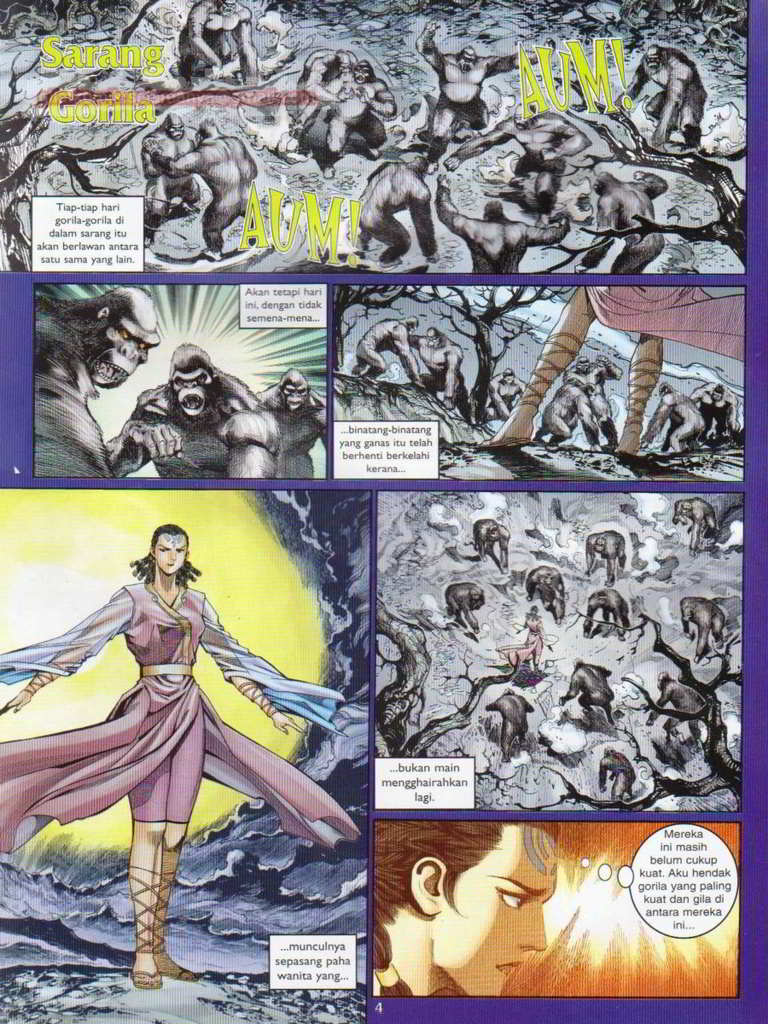 Sarang
Gorila
AUM!
AUM!
Tiap-tiap hari
gorila-gorila di
dalam sarang itu
akan berlawan antara
satu sama yang lain.
Akan tetapi hari
ini, dengan tidak
semena-mena...
...binatang-binatang
yang ganas itu telah
berhenti berkelahi
kerana...
...munculnya
sepasang paha
wanita yang...
...bukan main
mengghairahkan
lagi.
Mereka
ini masih
belum cukup
kuat. Aku hendak
gorila yang paling
kuat dan gila di
antara mereka
ini...
4